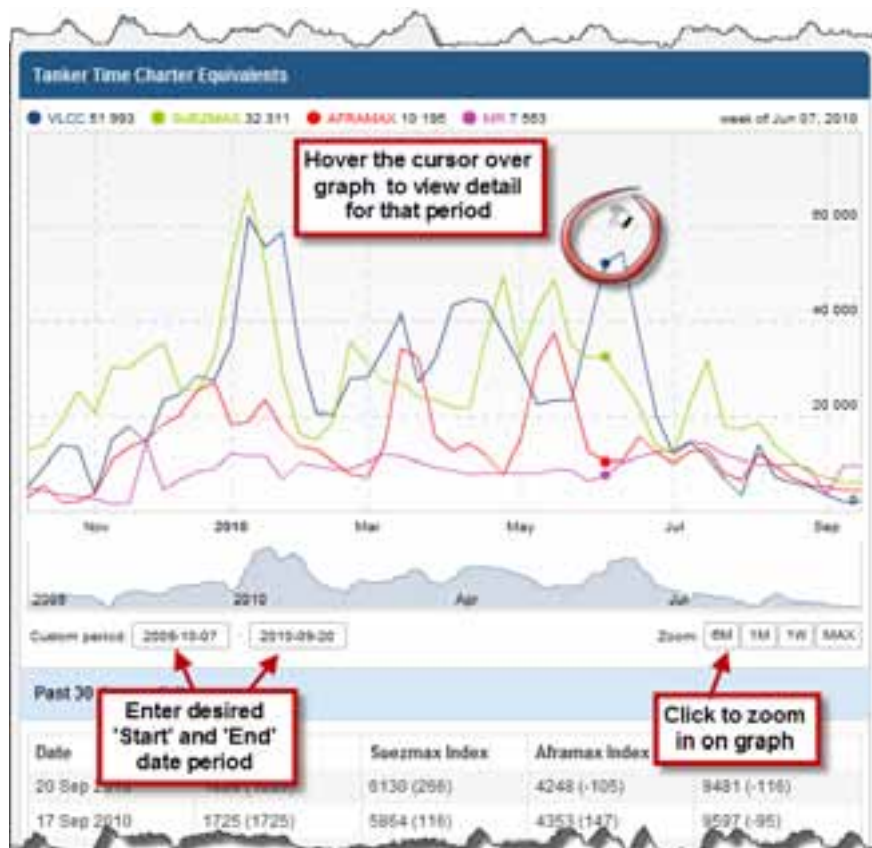 Tanker Time Charter Equivalents
VLCC 51 993 SUEZMAX 32 311 AFRAMAX 10 195 MR 7 553 week of Jun 07, 2010
Hover the cursor over
graph to view detail
for that period
60 000
40 000
20 000
0
Nov 2010 Mar May Jul Sep
2009 2010 Apr Jul
Custom period: - 2010-09-20 Zoom: 6M 1M 1W MAX
Past 30
Enter desired
'Start' and 'End'
date period
Click to zoom
in on graph
Date Suezmax Index Aframax Index
20 Sep 2010 6130 (266) 4248 (-105) 9481 (-116)
17 Sep 2010 1725 (1725) 5864 (116) 4353 (147) 9597 (-95)